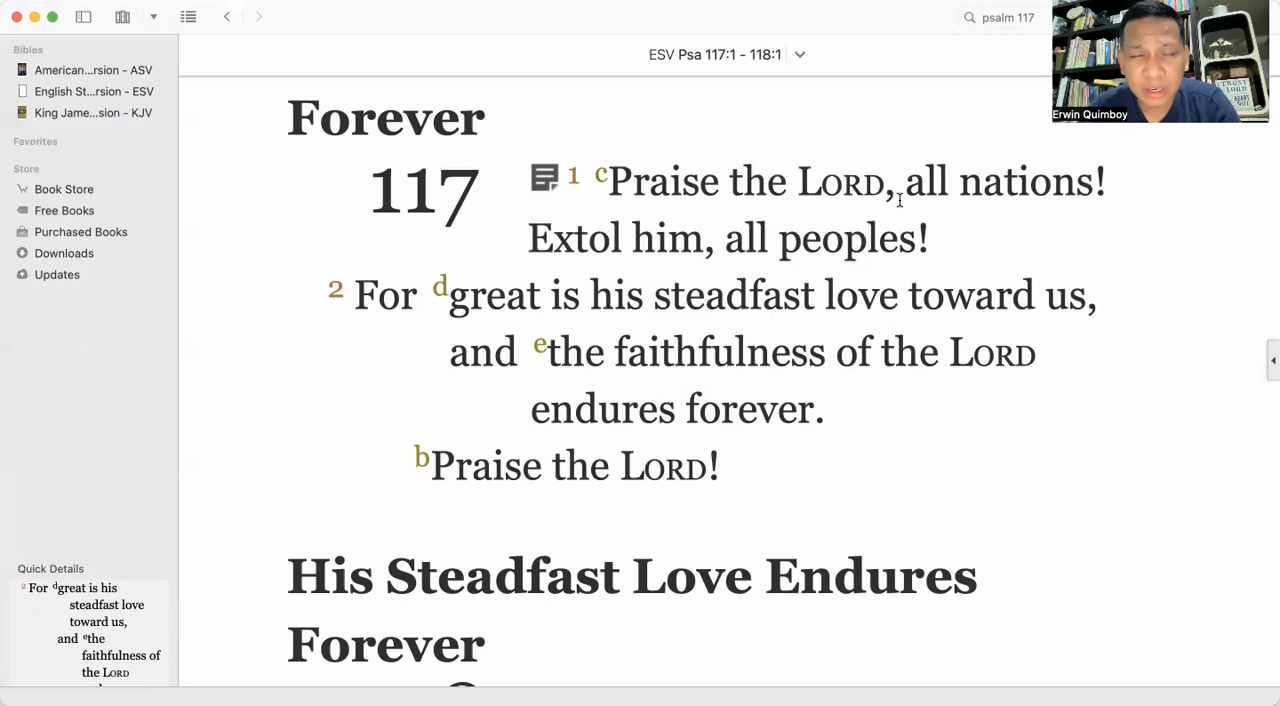 psalm 117
ESV Psa 117:1 - 118:1
Bibles
American...rsion - ASV
English St...rsion - ESV
King Jame...sion - KJV
Favorites
Store
Book Store
Free Books
Purchased Books
Downloads
Updates
Quick Details
2 For dgreat is his
steadfast love
toward us,
and ethe
faithfulness of
the LORD
Forever
117 1 cPraise the LORD, all nations!
Extol him, all peoples!
2 For dgreat is his steadfast love toward us,
and ethe faithfulness of the LORD
endures forever.
bPraise the LORD!
His Steadfast Love Endures
Forever
Erwin Quimboy
TRUST
LORD
HEART
NOT